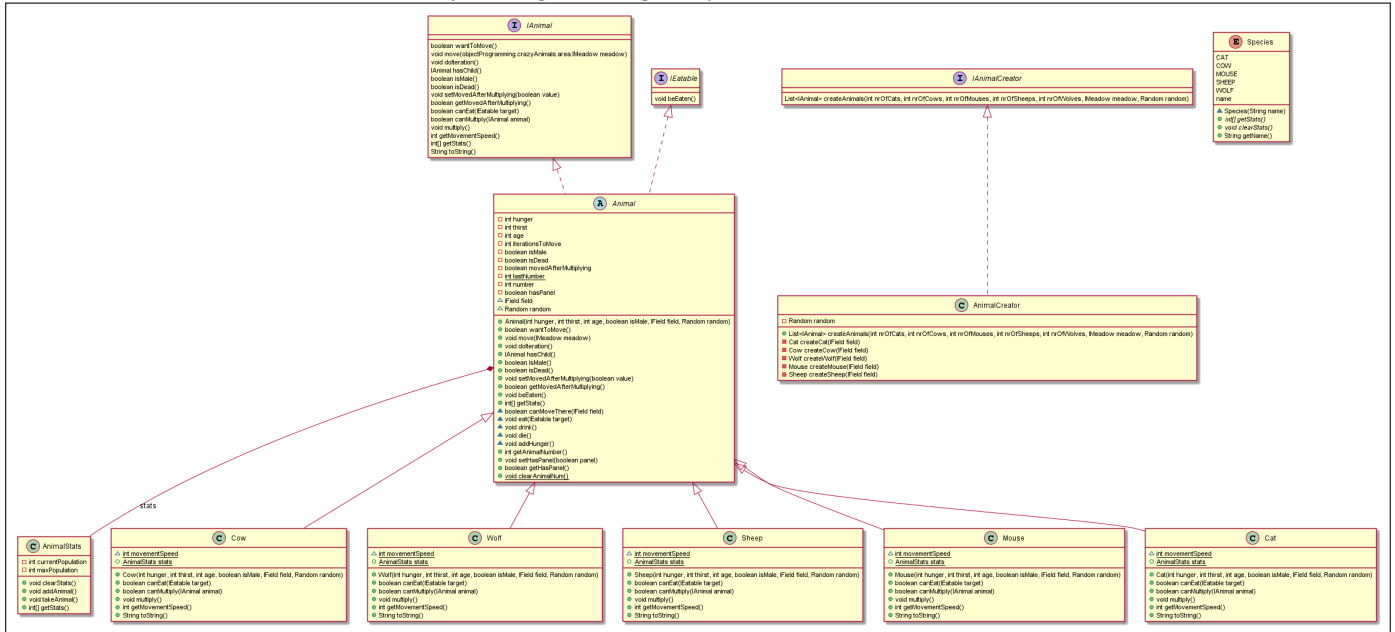 I IAnimal
boolean wantToMove()
void move(objectProgramming.crazyAnimals.area.IMeadow meadow)
void doIteration()
IAnimal hasChild()
boolean isMale()
boolean isDead()
void setMovedAfterMultiplying(boolean value)
boolean getMovedAfterMultiplying()
boolean canEat(IEatable target)
boolean canMultiply(IAnimal animal)
void multiply()
int getMovementSpeed()
int[] getStats()
String toString()
I IEatable
void beEaten()
I IAnimalCreator
List<IAnimal> createAnimals(int nrOfCats, int nrOfCows, int nrOfMouses, int nrOfSheeps, int nrOfWolves, IMeadow meadow, Random random)
E Species
CAT
COW
MOUSE
SHEEP
WOLF
name
Species(String name)
int[] getStats()
void clearStats()
String getName()
A Animal
int hunger
int thirst
int age
int iterationsToMove
boolean isMale
boolean isDead
boolean movedAfterMultiplying
int lastNumber
int number
boolean hasPanel
IField field
Random random
Animal(int hunger, int thirst, int age, boolean isMale, IField field, Random random)
boolean wantToMove()
void move(IMeadow meadow)
void doIteration()
IAnimal hasChild()
boolean isMale()
boolean isDead()
void setMovedAfterMultiplying(boolean value)
boolean getMovedAfterMultiplying()
void beEaten()
int[] getStats()
boolean canMoveThere(IField field)
void eat(IEatable target)
void drink()
void die()
void addHunger()
int getAnimalNumber()
void setHasPanel(boolean panel)
boolean getHasPanel()
void clearAnimalNum()
C AnimalCreator
Random random
List<IAnimal> createAnimals(int nrOfCats, int nrOfCows, int nrOfMouses, int nrOfSheeps, int nrOfWolves, IMeadow meadow, Random random)
Cat createCat(IField field)
Cow createCow(IField field)
Wolf createWolf(IField field)
Mouse createMouse(IField field)
Sheep createSheep(IField field)
stats
C AnimalStats
int currentPopulation
int maxPopulation
void clearStats()
void addAnimal()
void takeAnimal()
int[] getStats()
C Cow
int movementSpeed
AnimalStats stats
Cow(int hunger, int thirst, int age, boolean isMale, IField field, Random random)
boolean canEat(IEatable target)
boolean canMultiply(IAnimal animal)
void multiply()
int getMovementSpeed()
String toString()
C Wolf
int movementSpeed
AnimalStats stats
Wolf(int hunger, int thirst, int age, boolean isMale, IField field, Random random)
boolean canEat(IEatable target)
boolean canMultiply(IAnimal animal)
void multiply()
int getMovementSpeed()
String toString()
C Sheep
int movementSpeed
AnimalStats stats
Sheep(int hunger, int thirst, int age, boolean isMale, IField field, Random random)
boolean canEat(IEatable target)
boolean canMultiply(IAnimal animal)
void multiply()
int getMovementSpeed()
String toString()
C Mouse
int movementSpeed
AnimalStats stats
Mouse(int hunger, int thirst, int age, boolean isMale, IField field, Random random)
boolean canEat(IEatable target)
boolean canMultiply(IAnimal animal)
void multiply()
int getMovementSpeed()
String toString()
C Cat
int movementSpeed
AnimalStats stats
Cat(int hunger, int thirst, int age, boolean isMale, IField field, Random random)
boolean canEat(IEatable target)
boolean canMultiply(IAnimal animal)
void multiply()
int getMovementSpeed()
String toString()